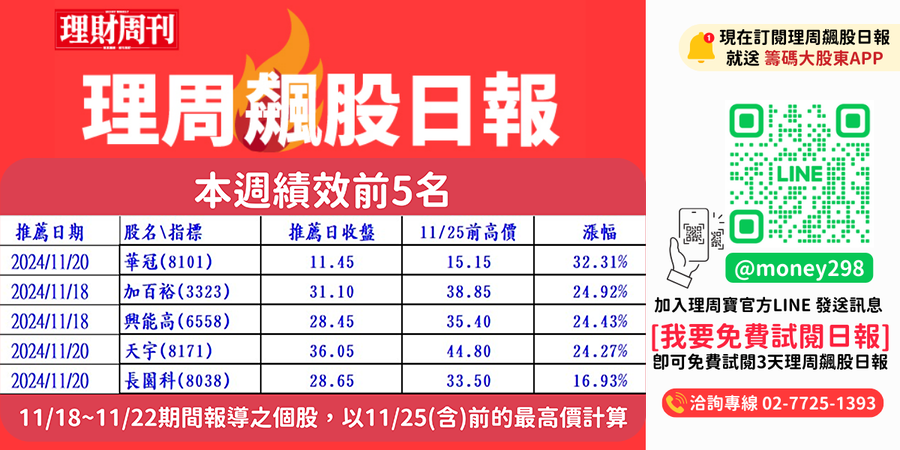 理財周刊
理周飆股日報
本週績效前5名
推薦日期 股名\指標 推薦日收盤 11/25前高價 漲幅
2024/11/20 華冠(8101) 11.45 15.15 32.31%
2024/11/18 加百裕(3323) 31.10 38.85 24.92%
2024/11/18 興能高(6558) 28.45 35.40 24.43%
2024/11/20 天宇(8171) 36.05 44.80 24.27%
2024/11/20 長園科(8038) 28.65 33.50 16.93%
11/18~11/22期間報導之個股，以11/25(含)前的最高價計算
1
現在訂閱理周飆股日報
就送 籌碼大股東APP
LINE
@money298
加入理周寶官方LINE 發送訊息
[我要免費試閱日報]
即可免費試閱3天理周飆股日報
洽詢專線 02-7725-1393